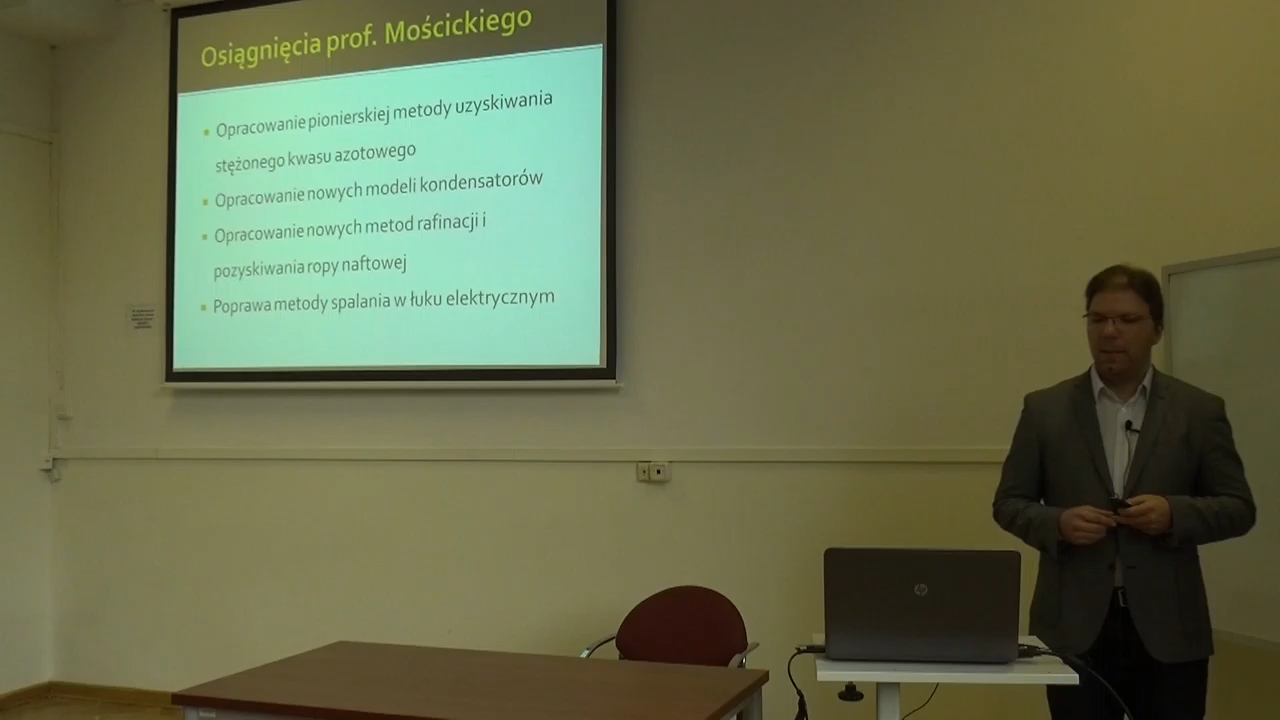 Osiągnięcia prof. Mościckiego
Opracowanie pionierskiej metody uzyskiwania
stężonego kwasu azotowego
Opracowanie nowych modeli kondensatorów
Opracowanie nowych metod rafinacji i
pozyskiwania ropy naftowej
Poprawa metody spalania w łuku elektrycznym
hp